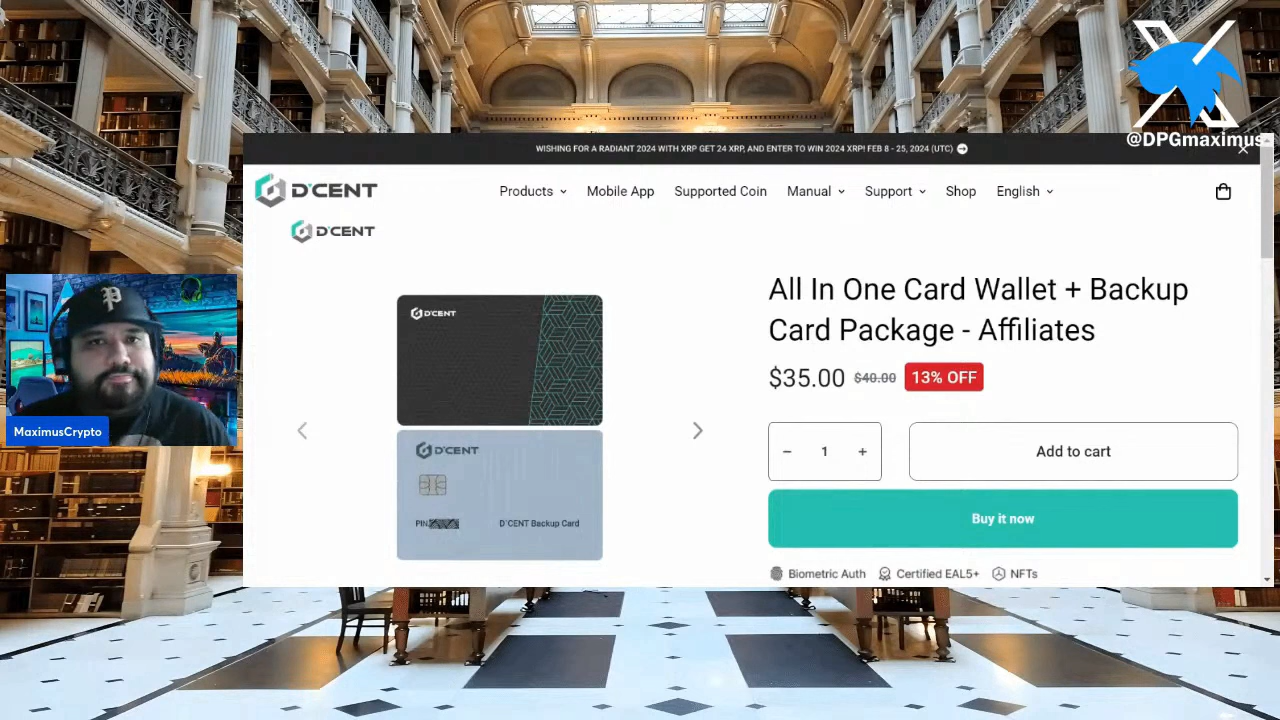 @DPGmaximus
WISHING FOR A RADIANT 2024 WITH XRP GET 24 XRP, AND ENTER TO WIN 2024 XRP! FEB 8 - 25, 2024 (UTC)
D'CENT
Products
Mobile App
Supported Coin
Manual
Support
Shop
English
D'CENT
All In One Card Wallet + Backup
Card Package - Affiliates
$35.00 $40.00 13% OFF
− 1 +
Add to cart
Buy it now
Biometric Auth
Certified EAL5+
NFTs
D'CENT
D'CENT
PIN.
D'CENT Backup Card
P
MaximusCrypto